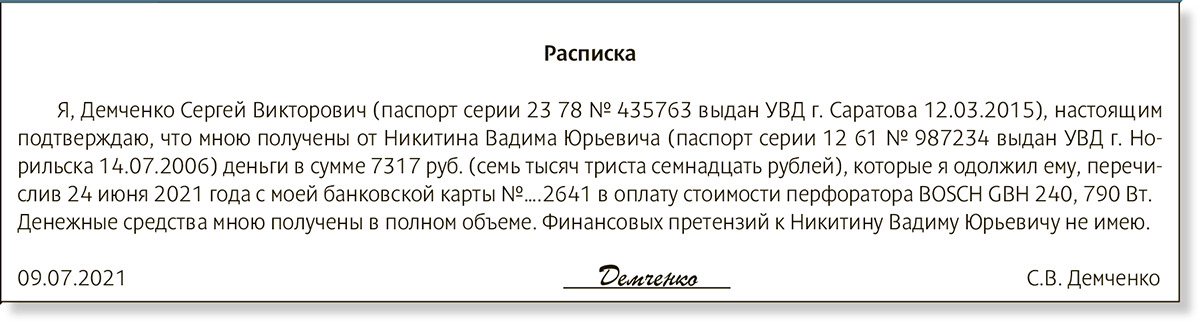 Расписка
Я, Демченко Сергей Викторович (паспорт серии 23 78 № 435763 выдан УВД г. Саратова 12.03.2015), настоящим
подтверждаю, что мною получены от Никитина Вадима Юрьевича (паспорт серии 12 61 № 987234 выдан УВД г. Но-
рильска 14.07.2006) деньги в сумме 7317 руб. (семь тысяч триста семнадцать рублей), которые я одолжил ему, перечи-
слив 24 июня 2021 года с моей банковской карты №….2641 в оплату стоимости перфоратора BOSCH GBH 240, 790 Вт.
Денежные средства мною получены в полном объеме. Финансовых претензий к Никитину Вадиму Юрьевичу не имею.
09.07.2021 Демченко С.В. Демченко